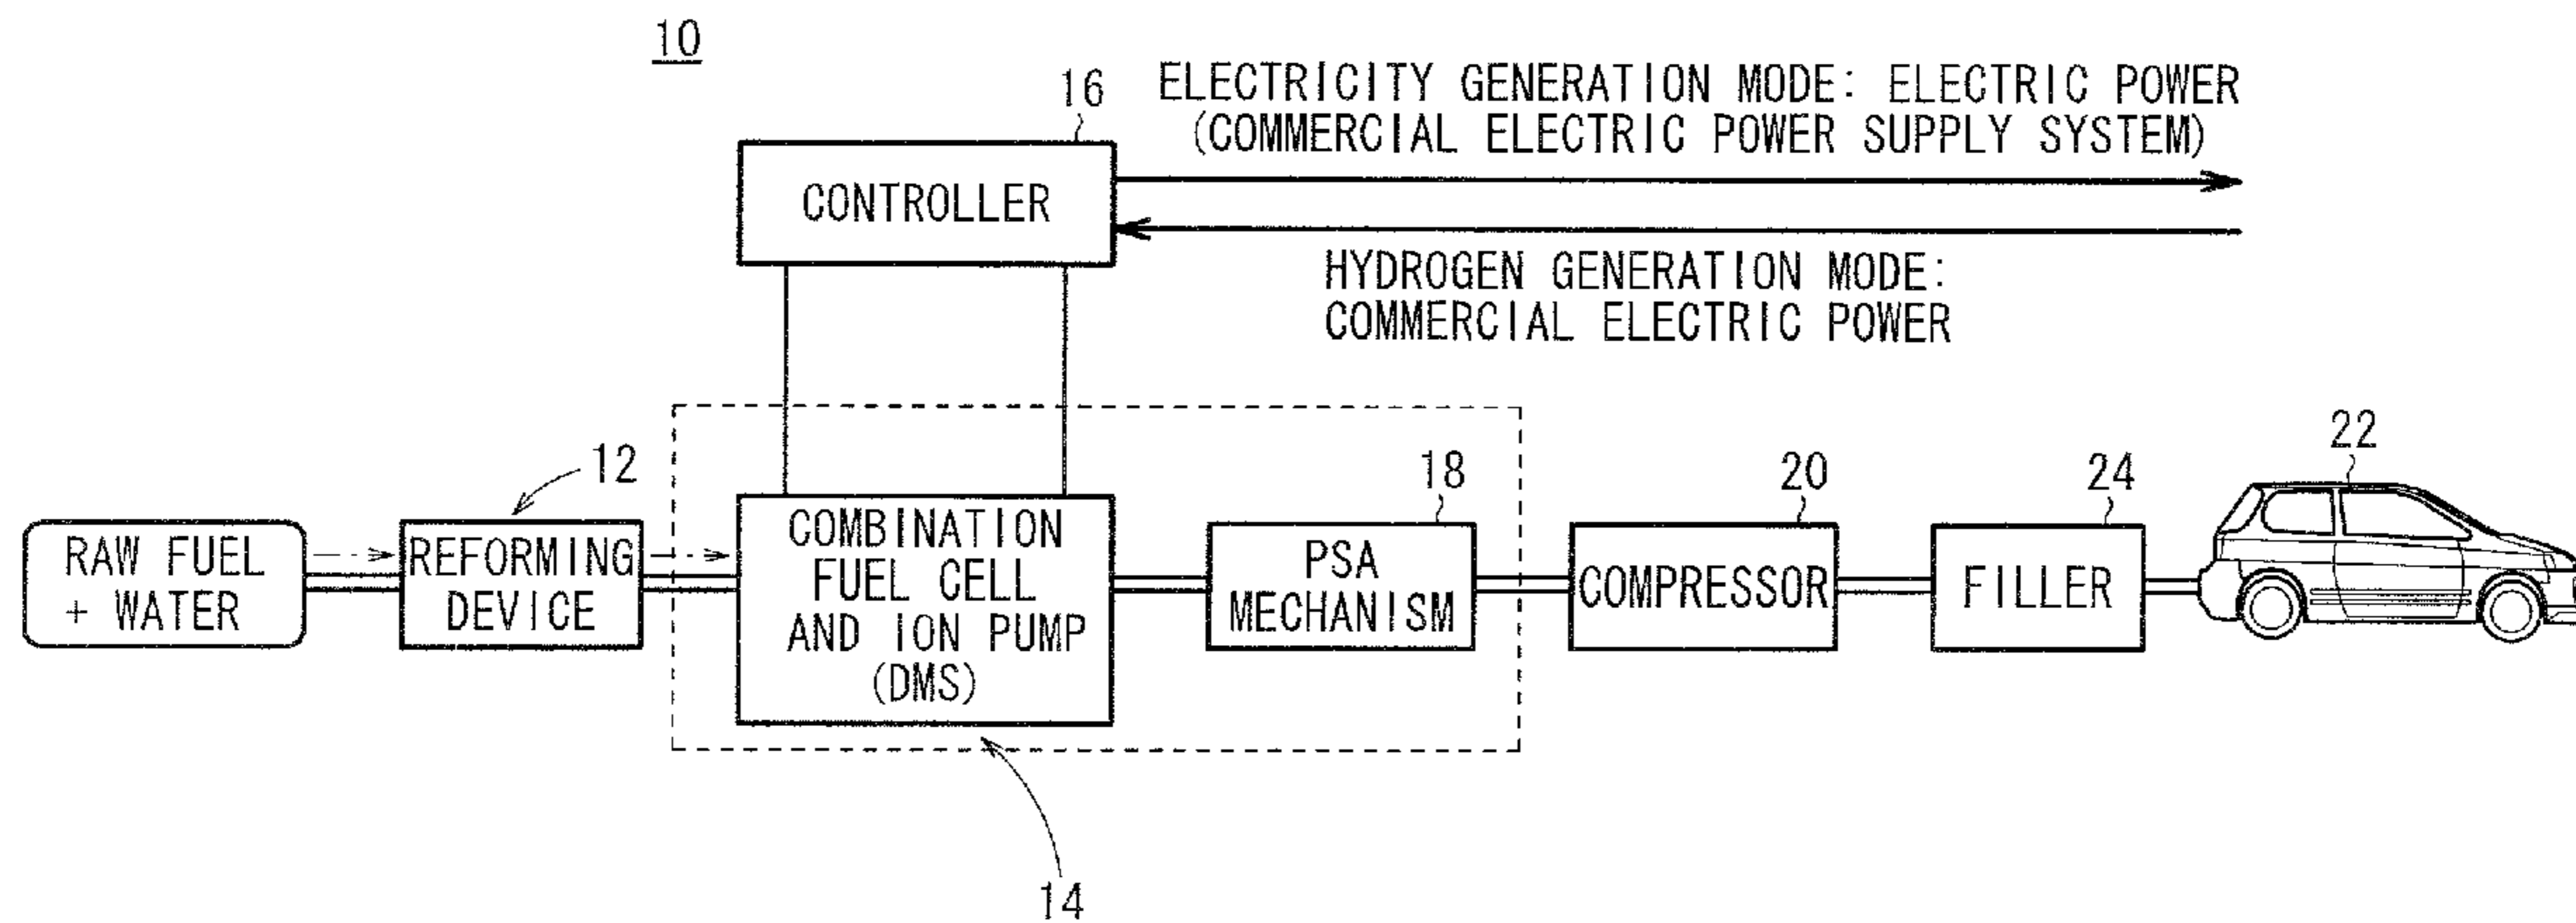 10
16
ELECTRICITY GENERATION MODE: ELECTRIC POWER
(COMMERCIAL ELECTRIC POWER SUPPLY SYSTEM)
CONTROLLER
HYDROGEN GENERATION MODE:
COMMERCIAL ELECTRIC POWER
12
18
20
24
22
RAW FUEL
+ WATER
REFORMING
DEVICE
COMBINATION
FUEL CELL
AND ION PUMP
(DMS)
PSA
MECHANISM
COMPRESSOR
FILLER
14